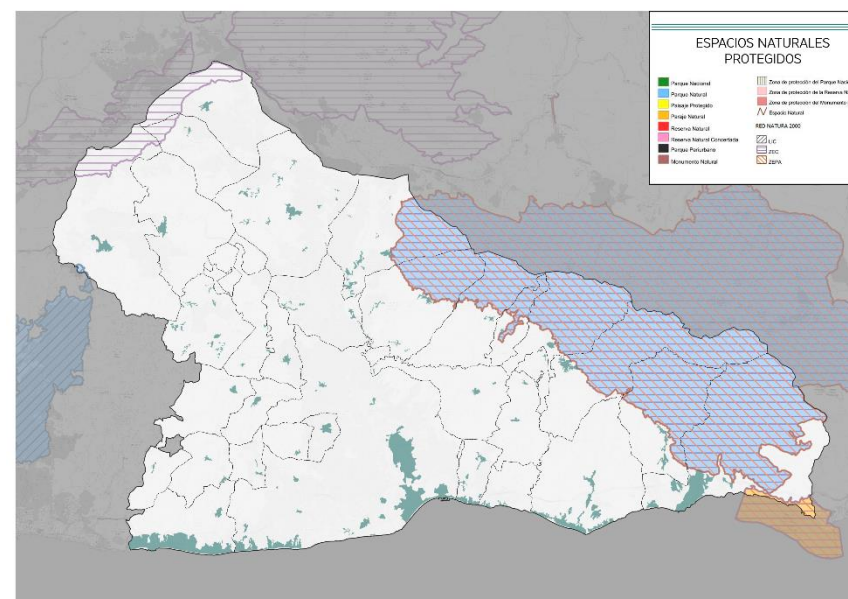 ESPACIOS NATURALES
PROTEGIDOS
Parque Nacional
Parque Natural
Paisaje Protegido
Paraje Natural
Reserva Natural
Reserva Natural Concertada
Parque Periurbano
Monumento Natural
Zona de protección del Parque Naci
Zona de protección de la Reserva N
Zona de protección del Monumento
Espacio Natural
RED NATURA 2000
LIC
ZEC
ZEPA